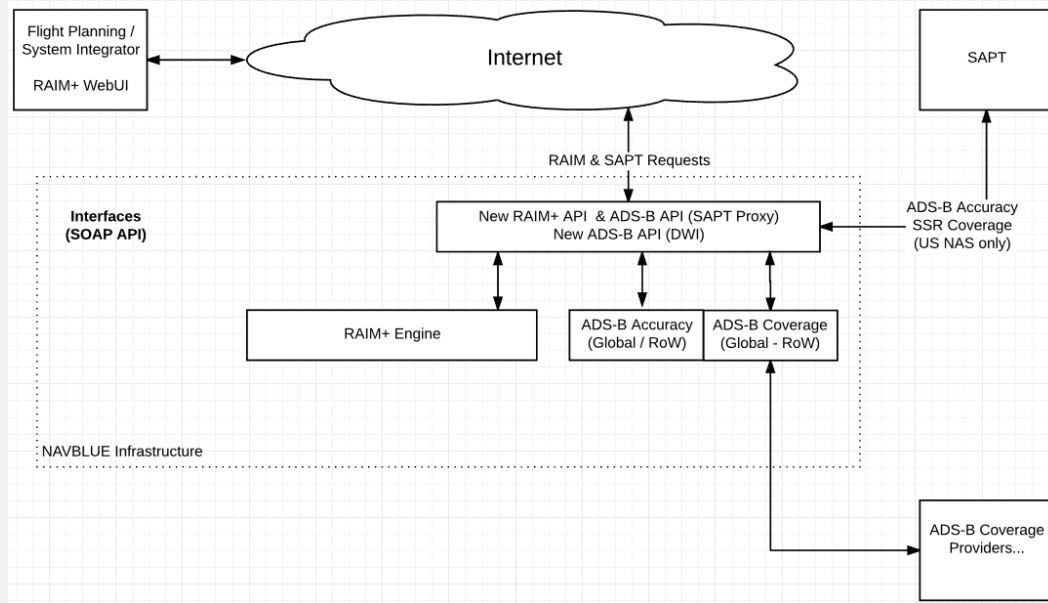 Flight Planning /
System Integrator
RAIM+ WebUI
Internet
SAPT
RAIM & SAPT Requests
Interfaces
(SOAP API)
New RAIM+ API & ADS-B API (SAPT Proxy)
New ADS-B API (DWI)
ADS-B Accuracy
SSR Coverage
(US NAS only)
RAIM+ Engine
ADS-B Accuracy
(Global / RoW)
ADS-B Coverage
(Global - RoW)
NAVBLUE Infrastructure
ADS-B Coverage
Providers...